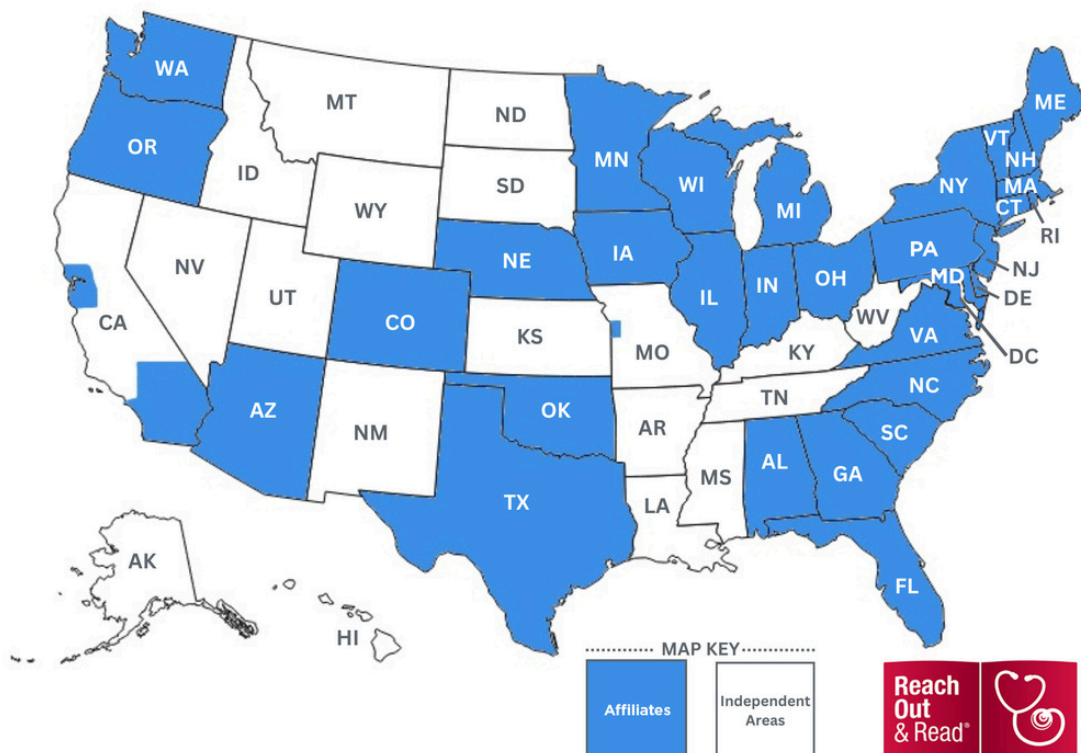 WA
MT
ND
MN
ME
OR
ID
SD
WI
MI
VT
NH
NY
MA
CT
RI
WY
NV
UT
NE
IA
PA
NJ
CA
CO
KS
IL
IN
OH
MD
DE
MO
WV
VA
DC
KY
AZ
NM
OK
AR
TN
NC
SC
TX
LA
MS
AL
GA
FL
AK
HI
MAP KEY
Affiliates
Independent
Areas
Reach
Out
& Read®